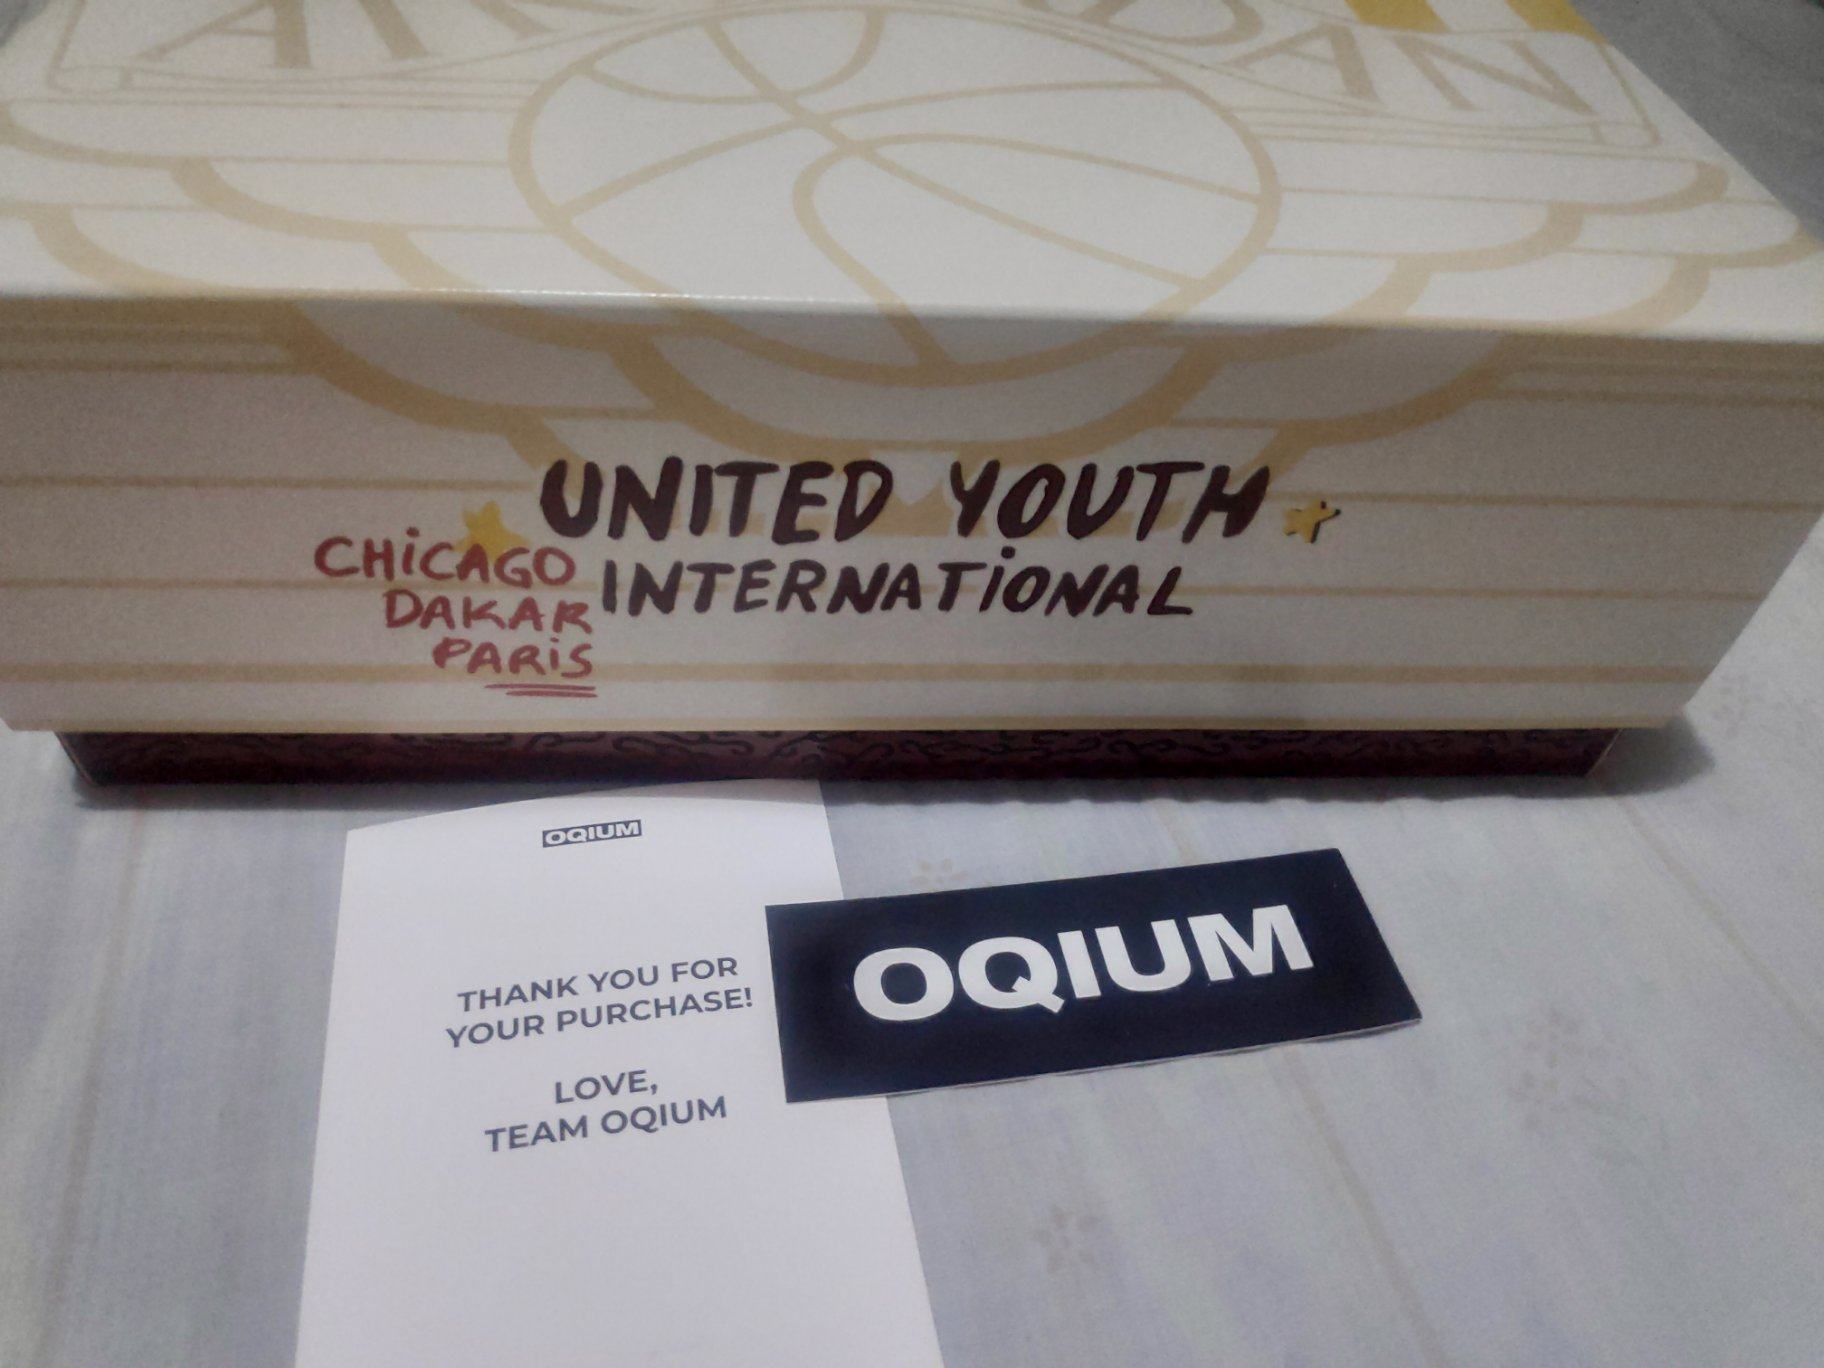 UNITED YOUTH
INTERNATIONAL
CHiCAGO
DAKAR
PARiS
OQIUM
THANK YOU FOR
YOUR PURCHASE!
LOVE,
TEAM OQIUM
OQIUM